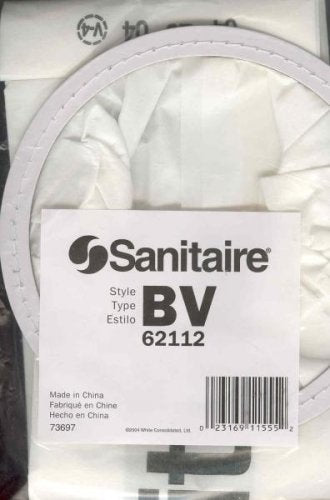 V-4
Sanitaire®
Style
Type
Estilo
BV
62112
Made in China
Fabriqué en Chine
Hecho en China
73697
©2004 White Consolidated, Ltd.
0 23169 11555 2